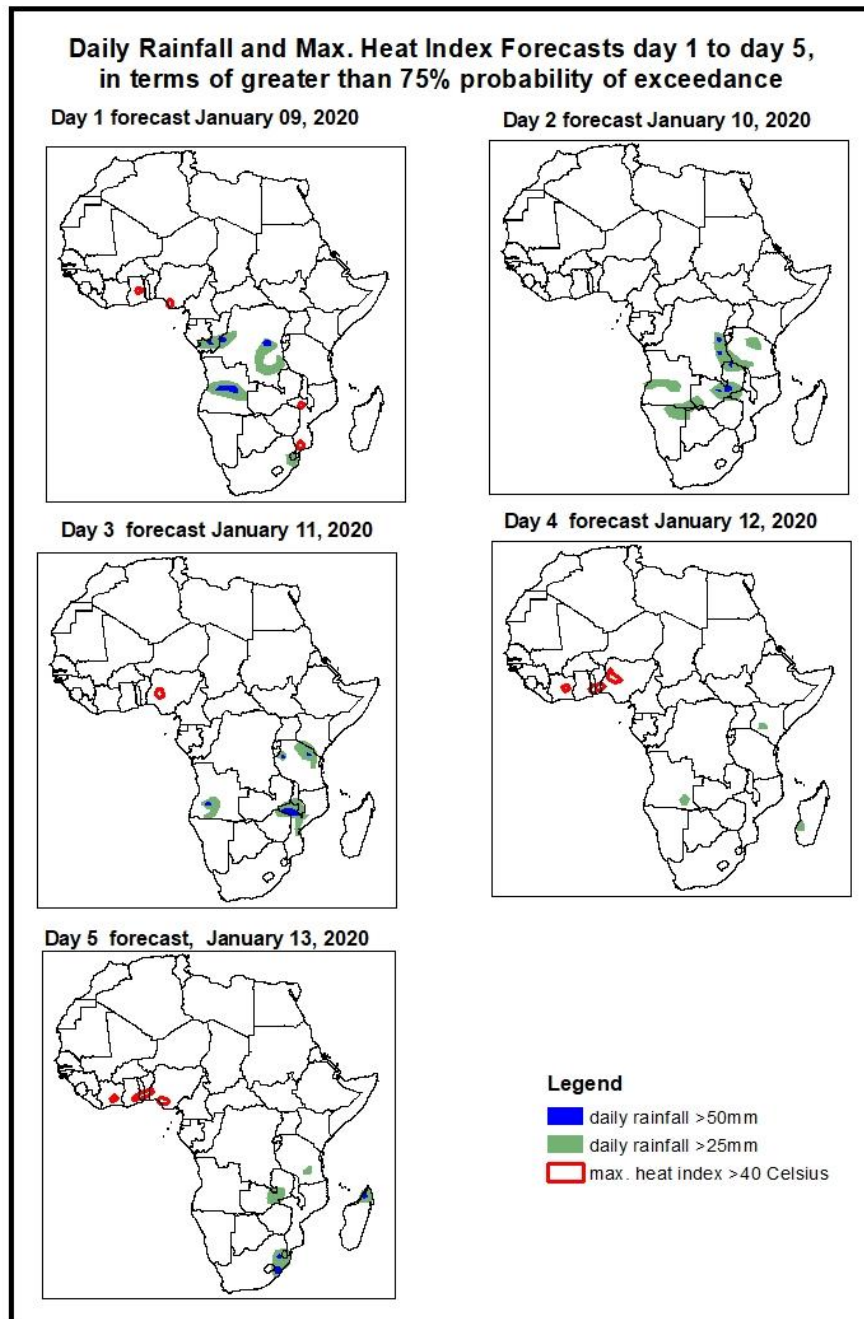 Daily Rainfall and Max. Heat Index Forecasts day 1 to day 5,
in terms of greater than 75% probability of exceedance
Day 1 forecast January 09, 2020
Day 2 forecast January 10, 2020
Day 3  forecast January 11, 2020
Day 4  forecast January 12, 2020
Day 5  forecast,  January 13, 2020
Legend
daily rainfall >50mm
daily rainfall >25mm
max. heat index >40 Celsius